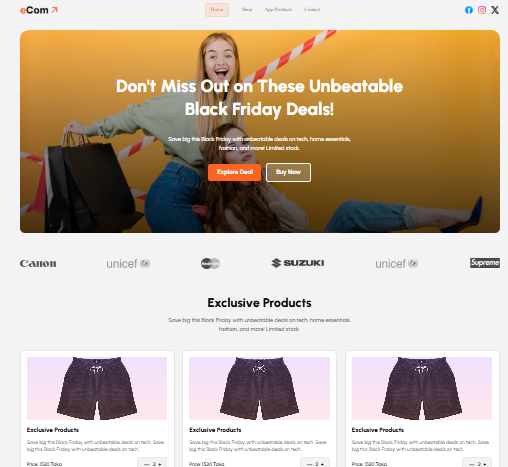 eCom
Home Shop App Products Contact
Don't Miss Out on These Unbeatable
Black Friday Deals!
Save big this Black Friday with unbeatable deals on tech, home essentials,
fashion, and more! Limited stock.
Explore Deal Buy Now
Canon unicef MasterCard SUZUKI unicef Supreme
Exclusive Products
Save big this Black Friday with unbeatable deals on tech, home essentials,
fashion, and more! Limited stock.
Exclusive Products Exclusive Products Exclusive Products
Save big this Black Friday with unbeatable deals on tech. Save Save big this Black Friday with unbeatable deals on tech. Save Save big this Black Friday with unbeatable deals on tech. Save
big this Black Friday with unbeatable deals on tech. big this Black Friday with unbeatable deals on tech. big this Black Friday with unbeatable deals on tech.
Price: 1520 Taka — 2 + Price: 1520 Taka — 2 + Price: 1520 Taka — 2 +